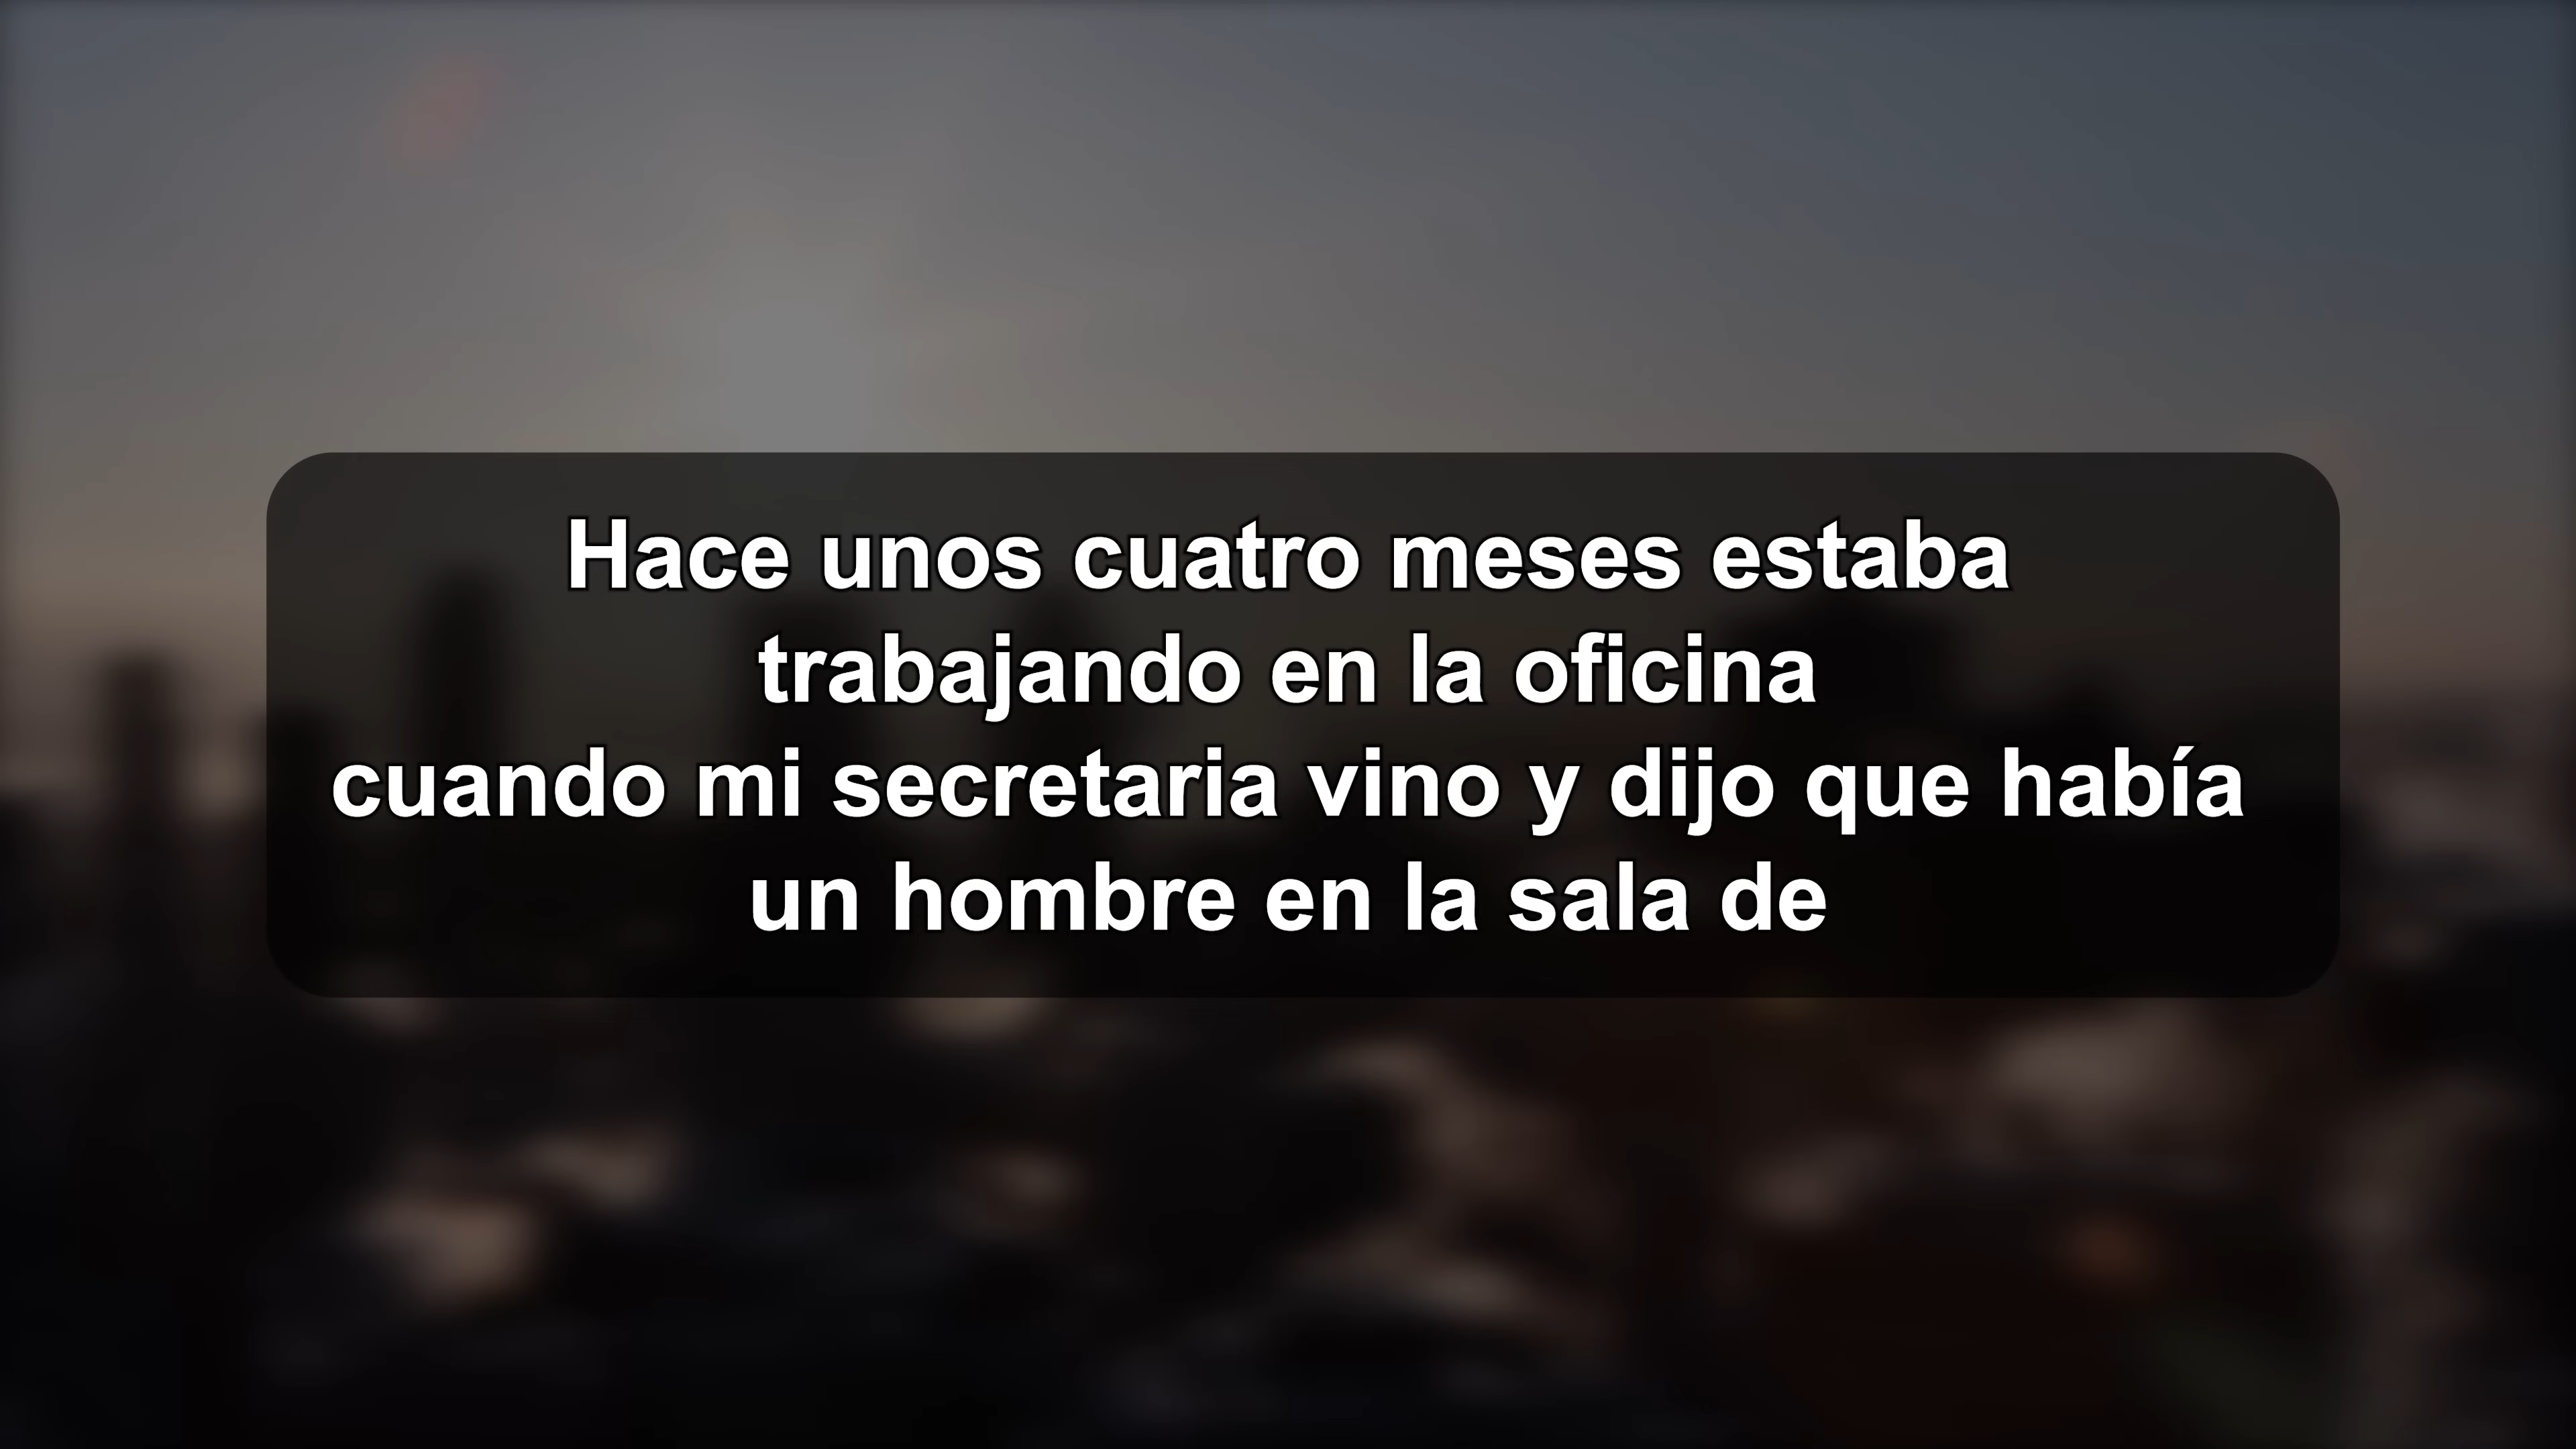 Hace unos cuatro meses estaba
trabajando en la oficina
cuando mi secretaria vino y dijo que había
un hombre en la sala de